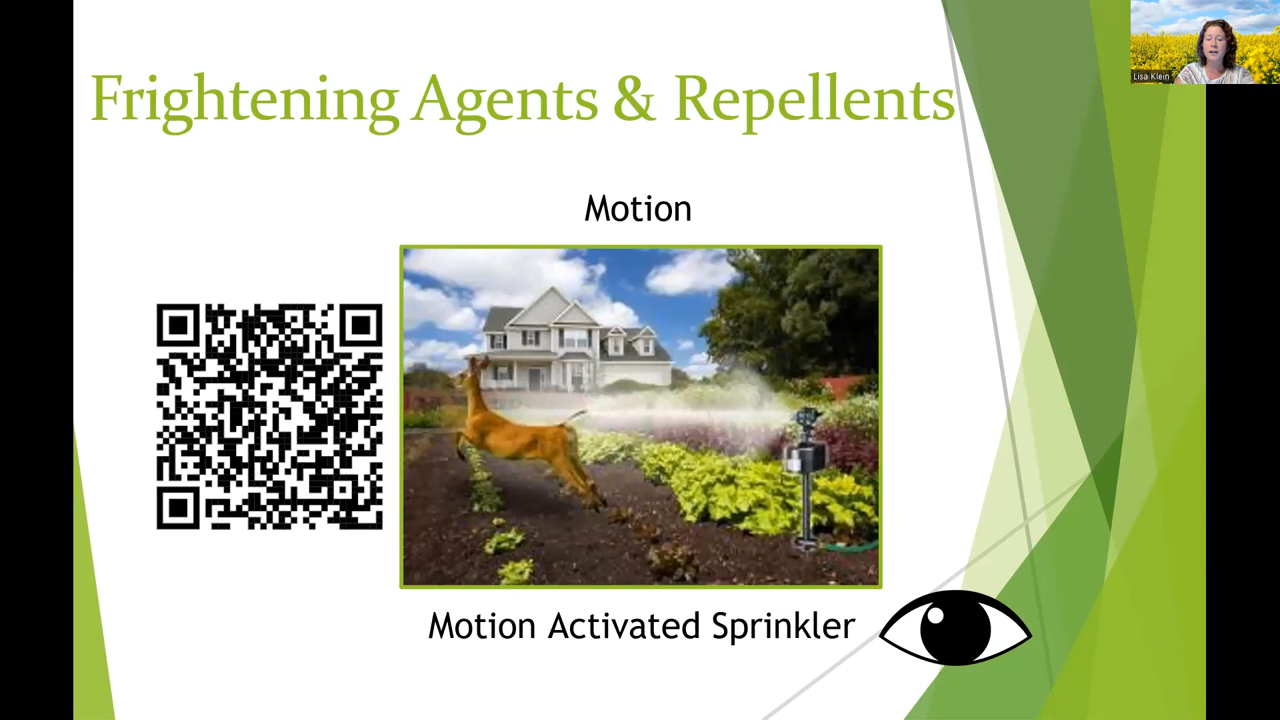 Frightening Agents & Repellents
Lisa Klein
Motion
Motion Activated Sprinkler